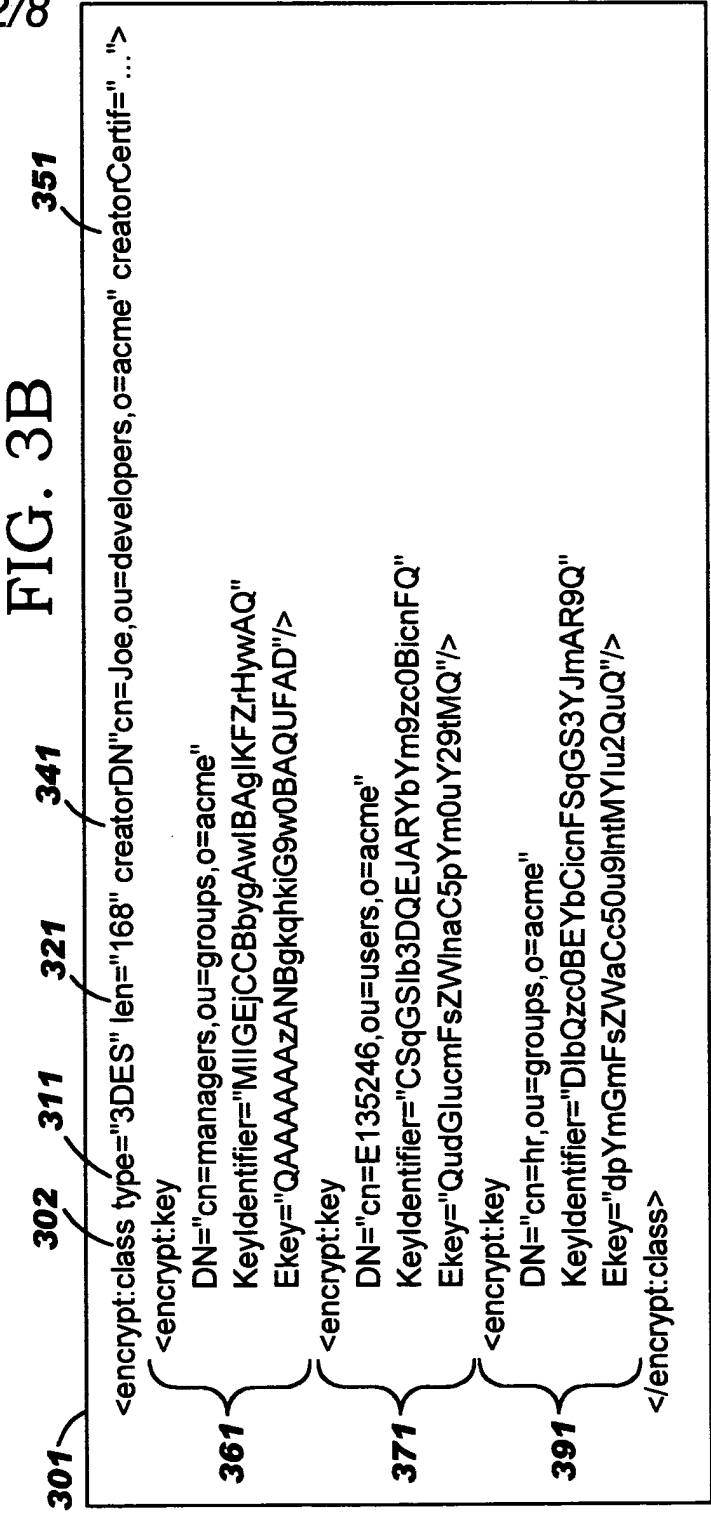 2/8
FIG. 3B
301
302
311
321
341
351
<encrypt:class type="3DES" len="168" creatorDN"cn=Joe,ou=developers,o=acme" creatorCertif="...">
<encrypt:key
DN="cn=managers,ou=groups,o=acme"
KeyIdentifier="MIIGEjCCBbygAwIBAgIKFZrHywAQ"
Ekey="QAAAAAAzANBgkqhkiG9w0BAQUFAD"/>
361
<encrypt:key
DN="cn=E135246,ou=users,o=acme"
KeyIdentifier="CSqGSIb3DQEJARYbYm9zc0BicnFQ"
Ekey="QudGlucmFsZWlnaC5pYm0uY29tMQ"/>
371
<encrypt:key
DN="cn=hr,ou=groups,o=acme"
KeyIdentifier="DIbQzc0BEYbCicnFSqGS3YJmAR9Q"
Ekey="dpYmGmFsZWaCc50u9IntMYlu2QuQ"/>
391
</encrypt:class>